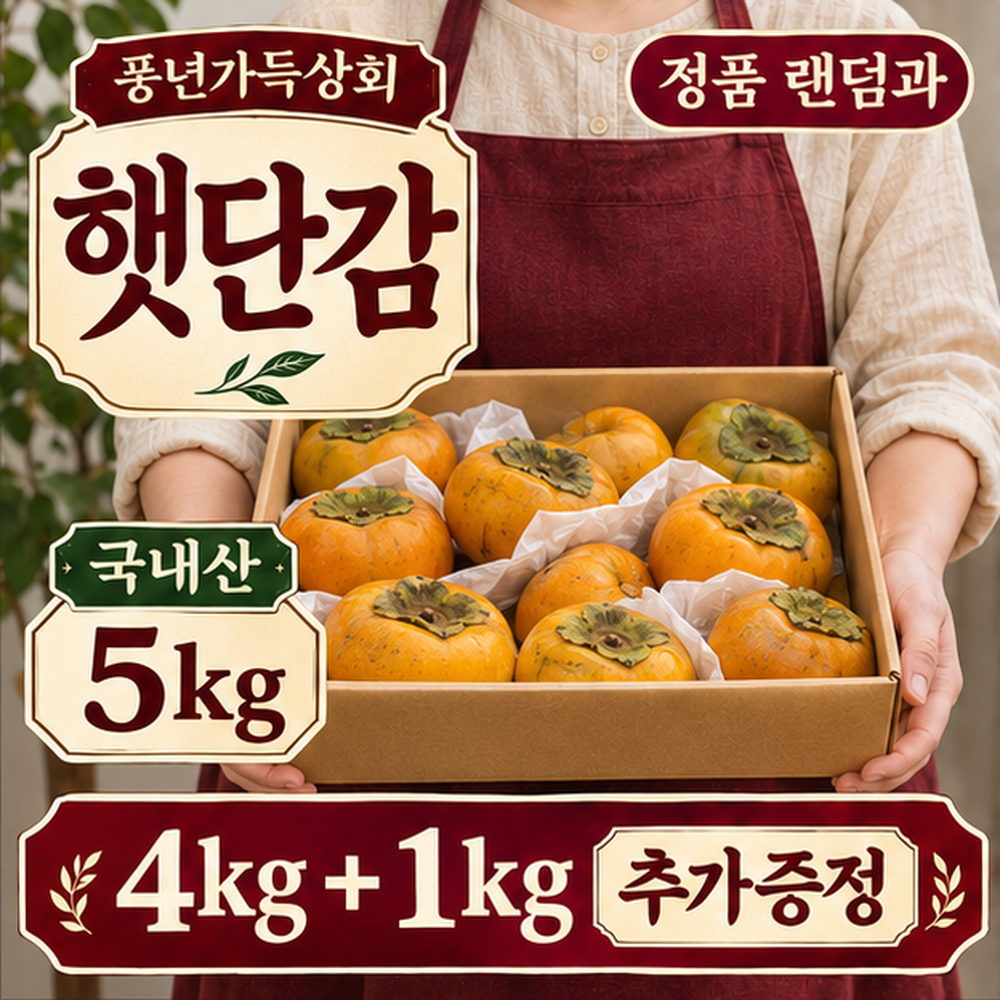 풍년가득상회
정품 랜덤과
햇단감
국내산
5kg
4kg+1kg 추가증정